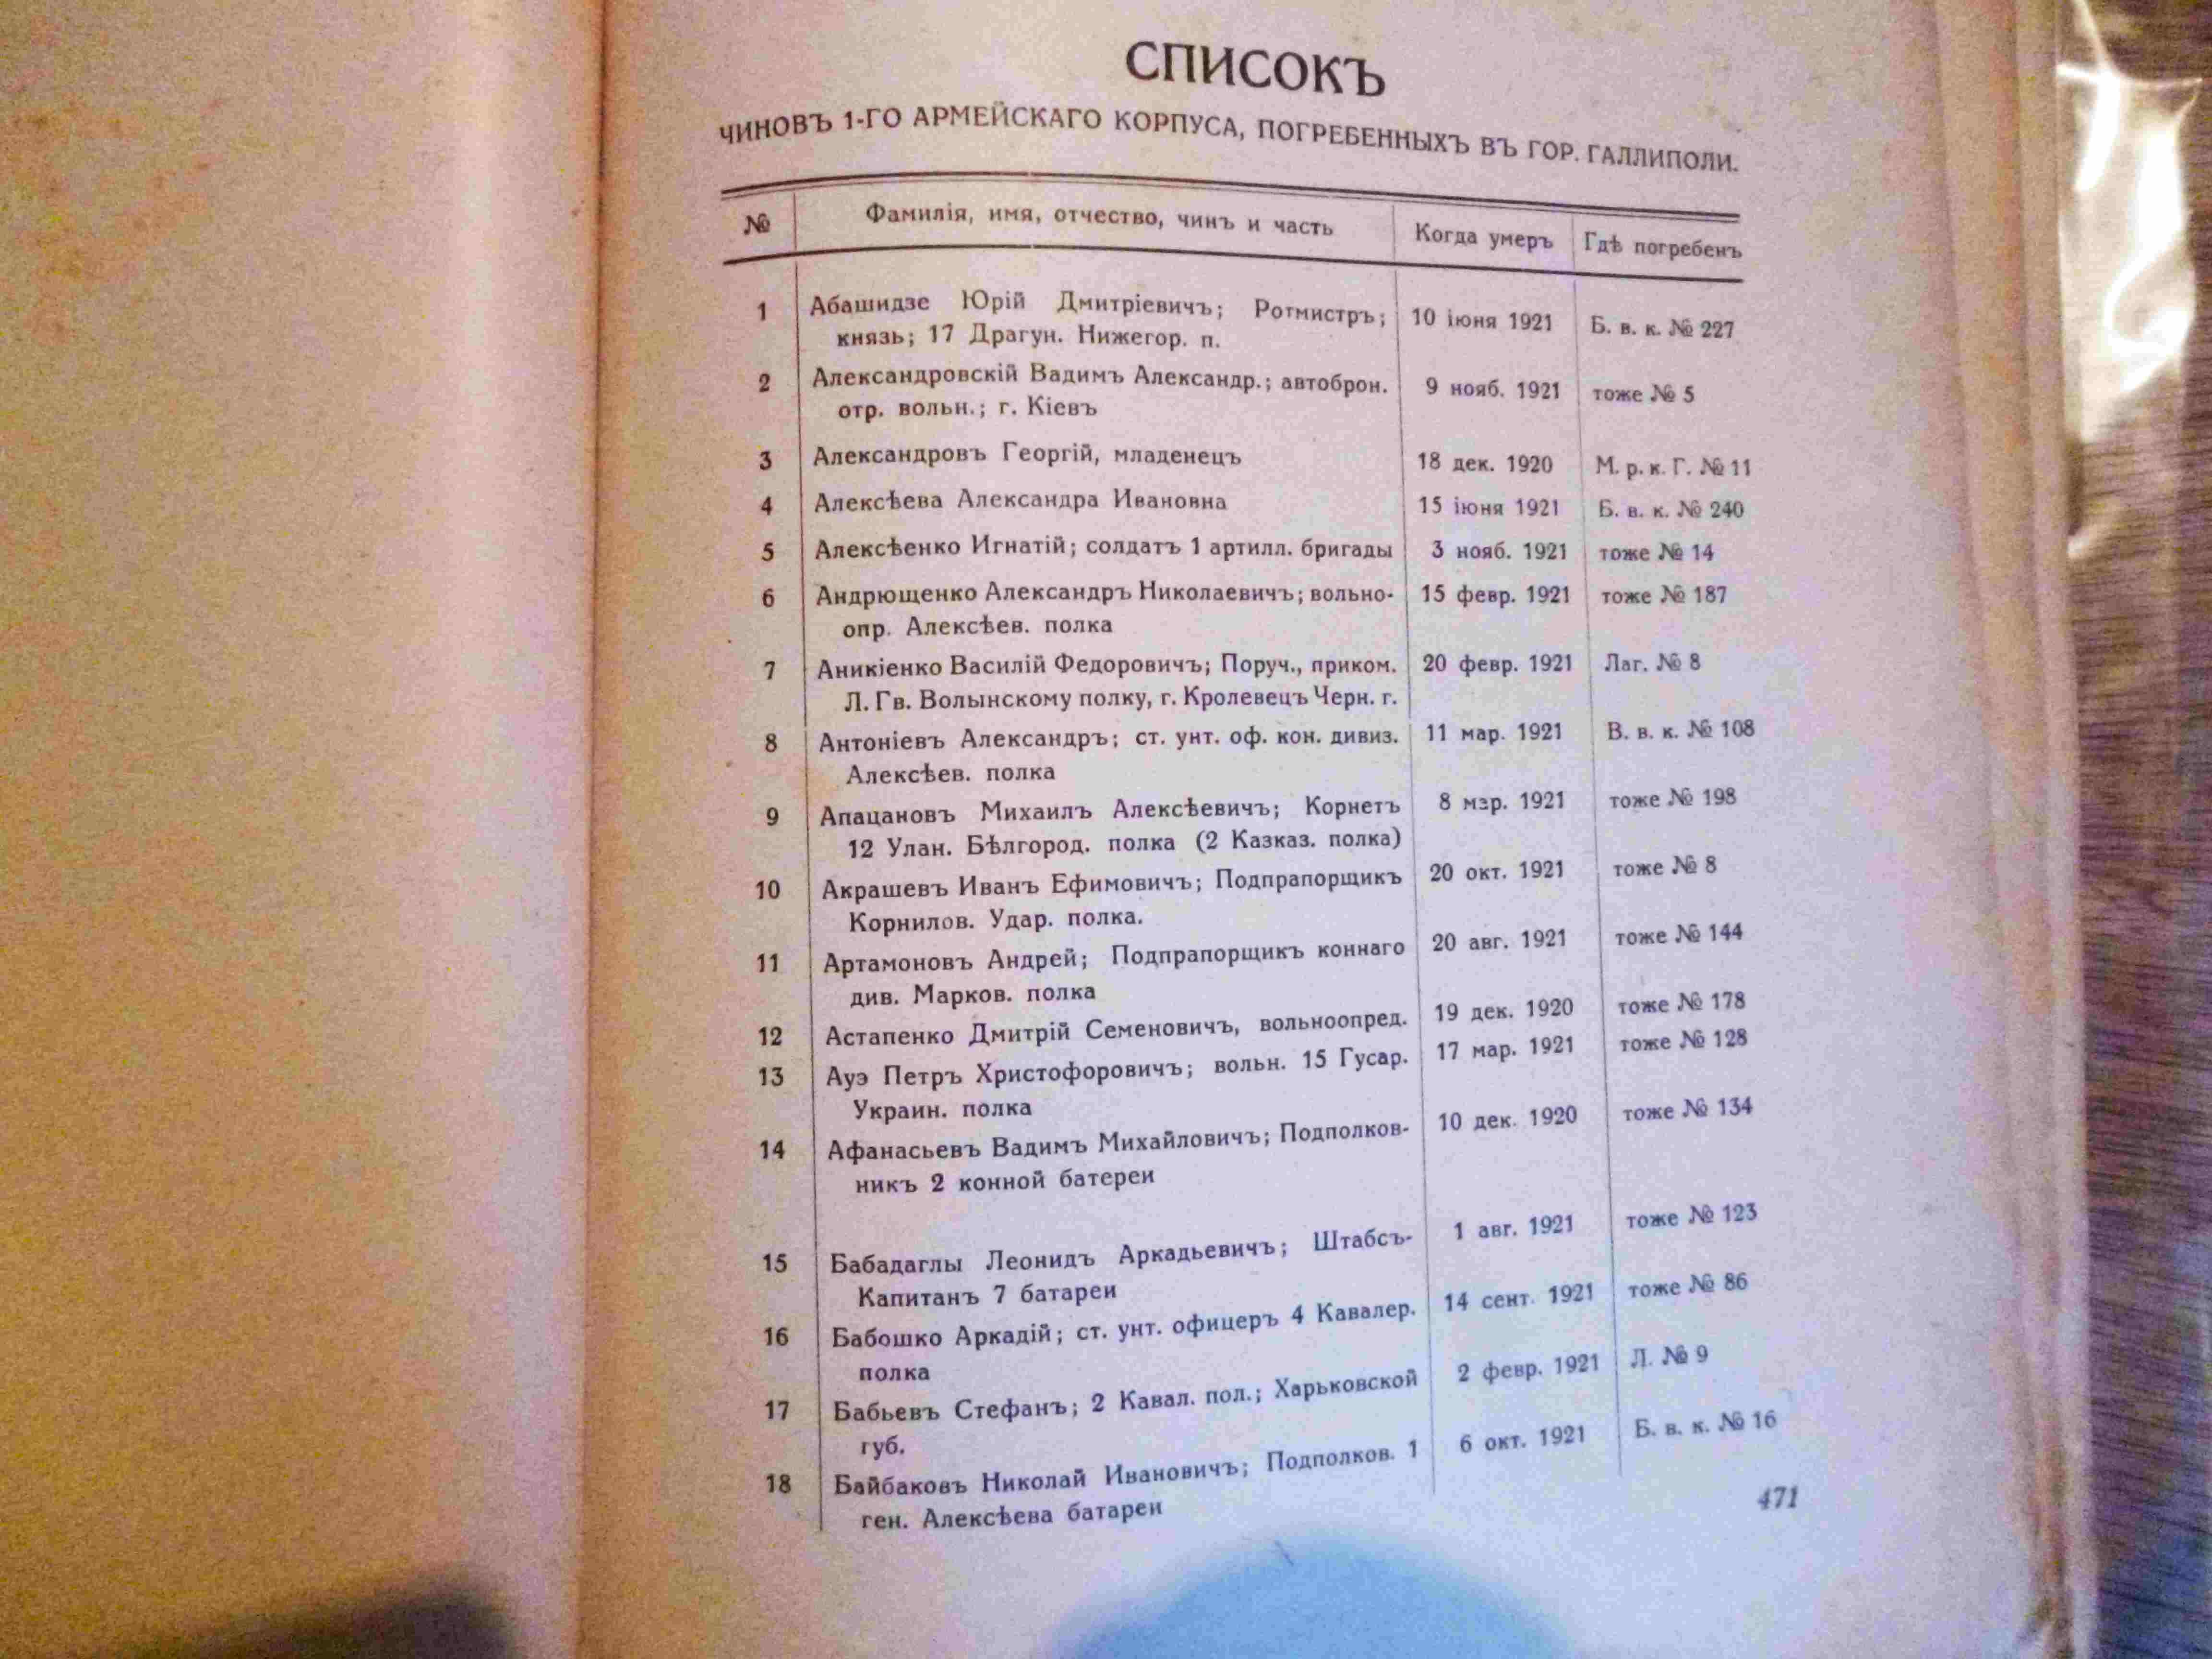 СПИСОКЪ
ЧИНОВЪ 1-ГО АРМЕЙСКАГО КОРПУСА, ПОГРЕБЕННЫХЪ ВЪ ГОР. ГАЛЛИПОЛИ.
№ Фамилія, имя, отчество, чинъ и часть Когда умеръ Гдѣ погребенъ
1 Абашидзе Юрій Дмитріевичъ; Ротмистръ; 10 іюня 1921 Б. в. к. № 227
князь; 17 Драгун. Нижегор. п.
2 Александровскій Вадимъ Александр.; автоброн. 9 нояб. 1921 тоже № 5
отр. вольн.; г. Кіевъ
3 Александровъ Георгій, младенецъ 18 дек. 1920 М. р. к. Г. № 11
4 Алексѣева Александра Ивановна 15 іюня 1921 Б. в. к. № 240
5 Алексѣенко Игнатій; солдатъ 1 артилл. бригады 3 нояб. 1921 тоже № 14
6 Андрющенко Александръ Николаевичъ; вольно- 15 февр. 1921 тоже № 187
опр. Алексѣев. полка
7 Аникіенко Василій Федоровичъ; Поруч., приком. 20 февр. 1921 Лаг. № 8
Л. Гв. Волынскому полку, г. Кролевецъ Черн. г.
8 Антоніевъ Александръ; ст. унт. оф. кон. дивиз. 11 мар. 1921 В. в. к. № 108
Алексѣев. полка
9 Апацановъ Михаилъ Алексѣевичъ; Корнетъ 8 мэр. 1921 тоже № 198
12 Улан. Бѣлгород. полка (2 Казказ. полка)
10 Акрашевъ Иванъ Ефимовичъ; Подпрапорщикъ 20 окт. 1921 тоже № 8
Корнилов. Удар. полка.
11 Артамоновъ Андрей; Подпрапорщикъ коннаго 20 авг. 1921 тоже № 144
див. Марков. полка
12 Астапенко Дмитрій Семеновичъ, вольноопред. 19 дек. 1920 тоже № 178
13 Ауэ Петръ Христофоровичъ; вольн. 15 Гусар. 17 мар. 1921 тоже № 128
Украин. полка
14 Афанасьевъ Вадимъ Михайловичъ; Подполков- 10 дек. 1920 тоже № 134
никъ 2 конной батереи
15 Бабадаглы Леонидъ Аркадьевичъ; Штабсъ- 1 авг. 1921 тоже № 123
Капитанъ 7 батареи
16 Бабошко Аркадій; ст. унт. офицеръ 4 Кавалер. 14 сент. 1921 тоже № 86
полка
17 Бабьевъ Стефанъ; 2 Кавал. пол.; Харьковской 2 февр. 1921 Л. № 9
губ.
18 Байбаковъ Николай Ивановичъ; Подполков. 1 6 окт. 1921 Б. в. к. № 16
ген. Алексѣева батареи
471